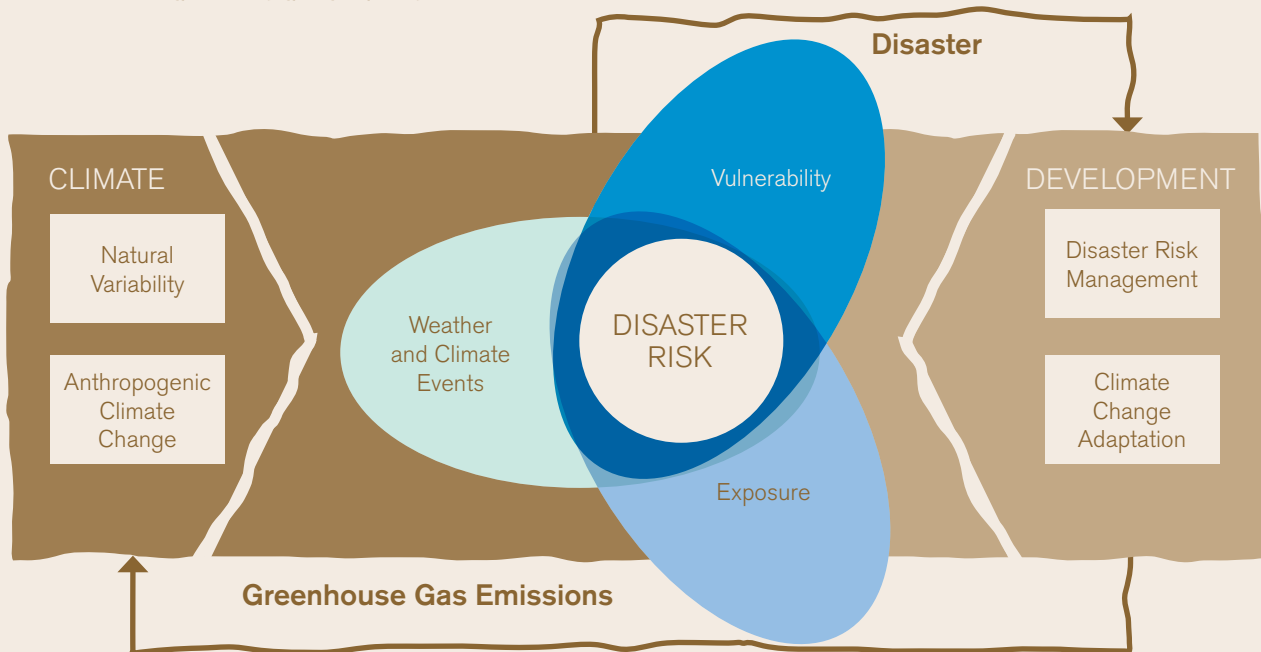 Disaster
CLIMATE
Natural
Variability
Anthropogenic
Climate
Change
Weather
and Climate
Events
Vulnerability
DISASTER
RISK
Exposure
DEVELOPMENT
Disaster Risk
Management
Climate
Change
Adaptation
Greenhouse Gas Emissions